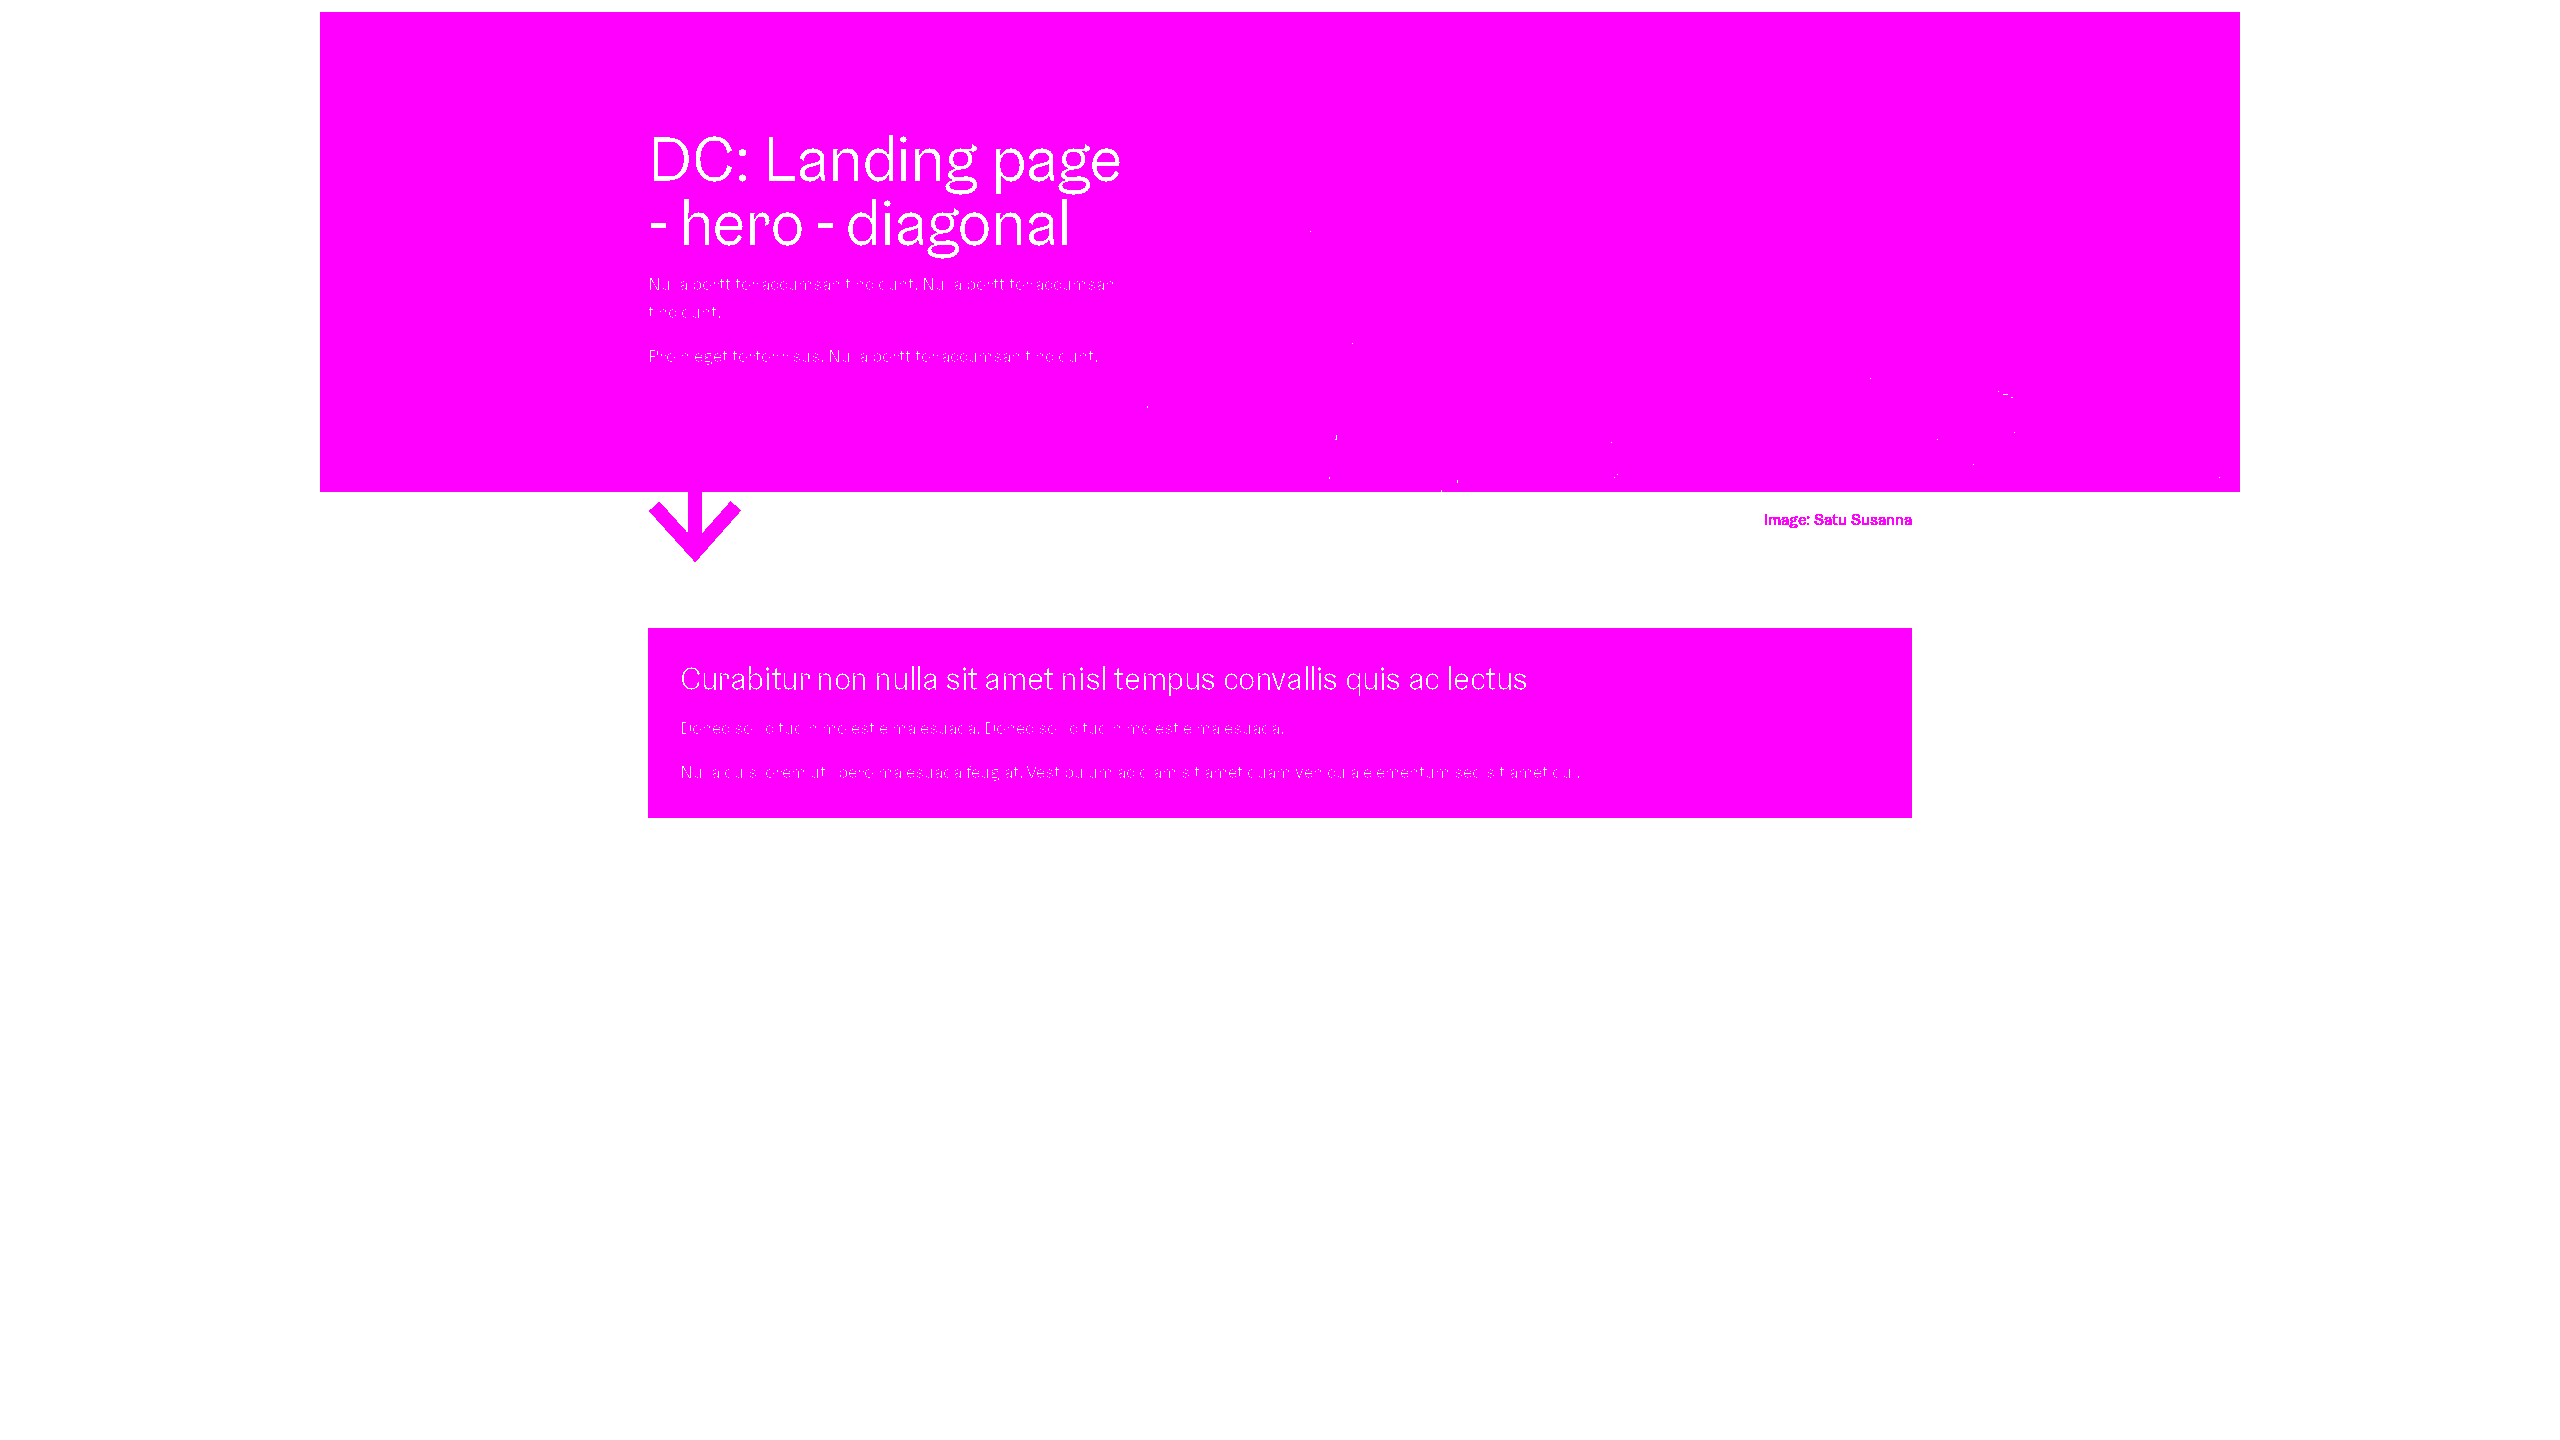 DC: Landing page
- hero - diagonal
Nulla porttitor accumsan tincidunt. Nulla porttitor accumsan
tincidunt.
Proin eget tortor risus. Nulla porttitor accumsan tincidunt.
Image: Satu Susanna
Curabitur non nulla sit amet nisl tempus convallis quis ac lectus
Donec sollicitudin molestie malesuada. Donec sollicitudin molestie malesuada.
Nulla quis lorem ut libero malesuada feugiat. Vestibulum ac diam sit amet quam vehicula elementum sed sit amet dui.